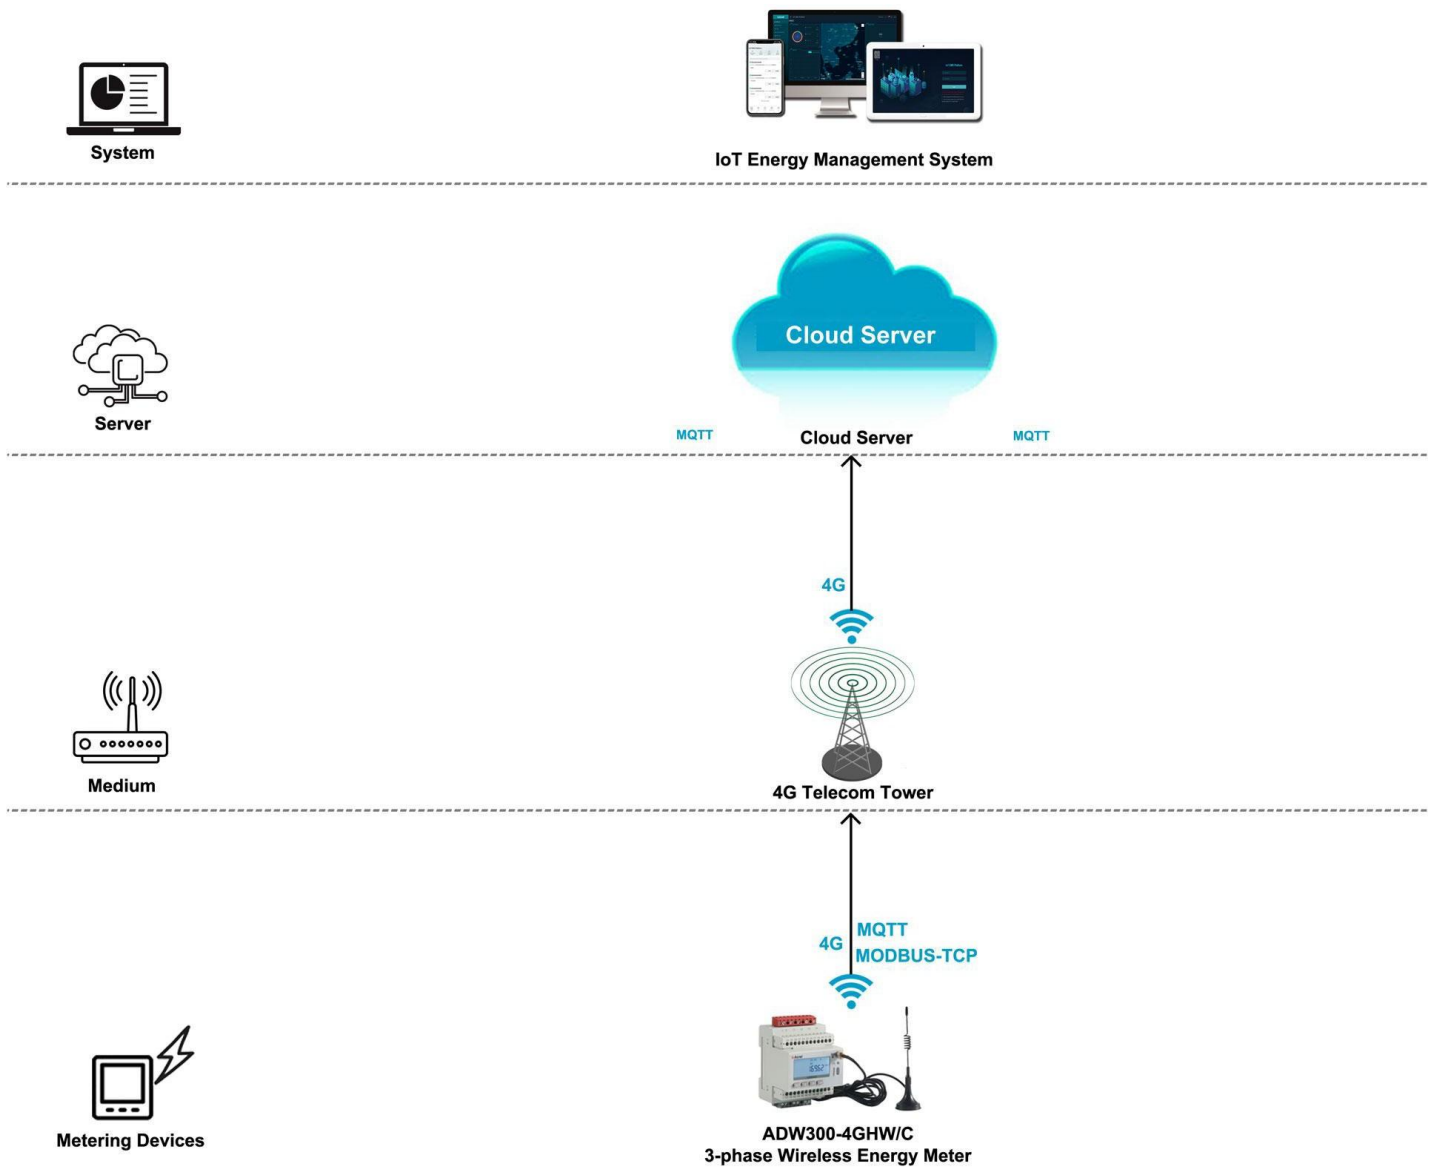 System
IoT Energy Management System
Cloud Server
Server
MQTT
Cloud Server
MQTT
4G
Medium
4G Telecom Tower
4G
MQTT
MODBUS-TCP
Metering Devices
ADW300-4GHW/C
3-phase Wireless Energy Meter